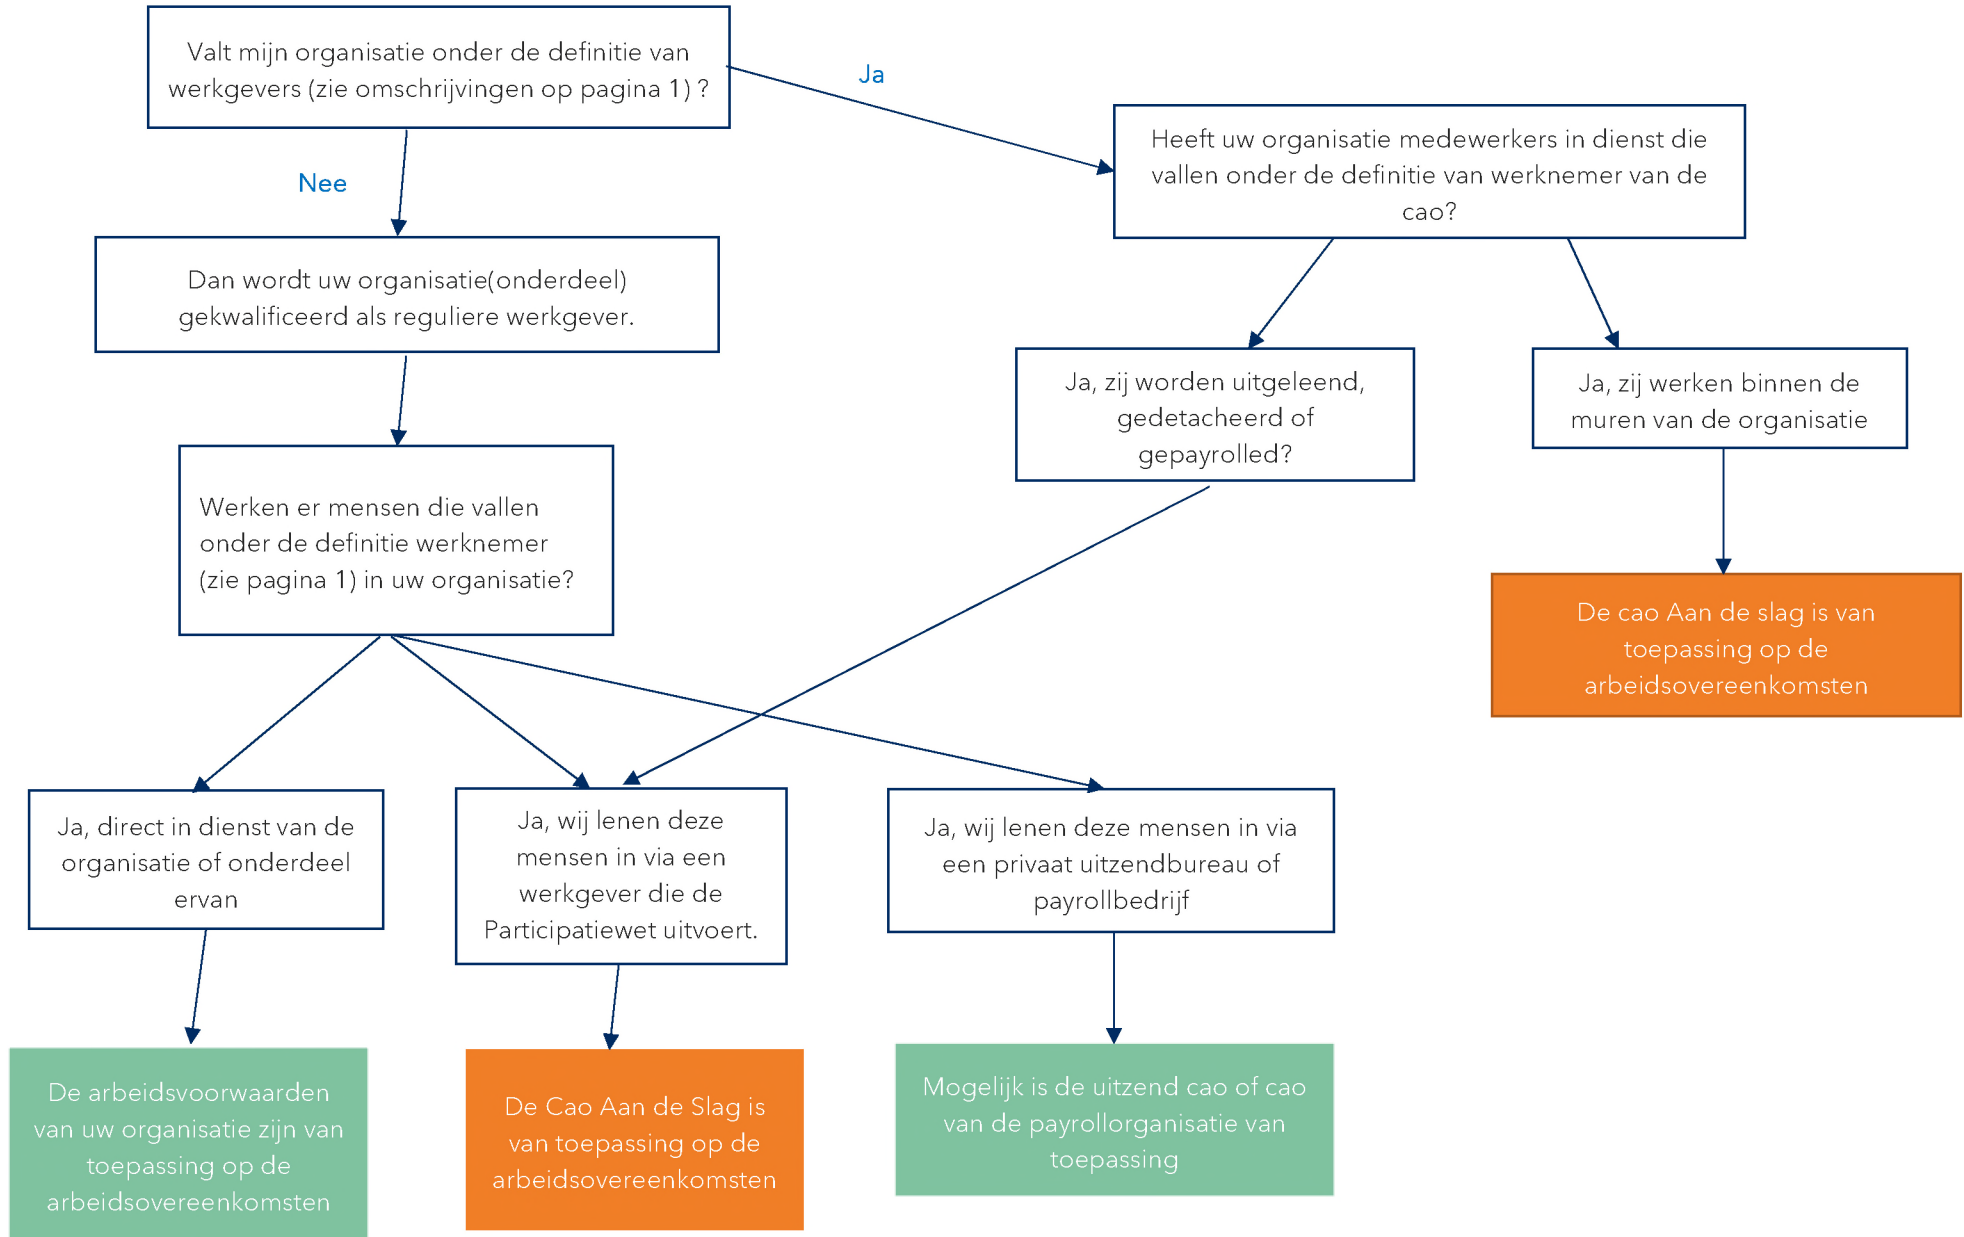 Valt mijn organisatie onder de definitie van
werkgevers (zie omschrijvingen op pagina 1) ?
Ja
Heeft uw organisatie medewerkers in dienst die
vallen onder de definitie van werknemer van de
cao?
Nee
Dan wordt uw organisatie(onderdeel)
gekwalificeerd als reguliere werkgever.
Ja, zij worden uitgeleend,
gedetacheerd of
gepayrolled?
Ja, zij werken binnen de
muren van de organisatie
Werken er mensen die vallen
onder de definitie werknemer
(zie pagina 1) in uw organisatie?
De cao Aan de slag is van
toepassing op de
arbeidsovereenkomsten
Ja, direct in dienst van de
organisatie of onderdeel
ervan
Ja, wij lenen deze
mensen in via een
werkgever die de
Participatiewet uitvoert.
Ja, wij lenen deze mensen in via
een privaat uitzendbureau of
payrollbedrijf
De arbeidsvoorwaarden
van uw organisatie zijn van
toepassing op de
arbeidsovereenkomsten
De Cao Aan de Slag is
van toepassing op de
arbeidsovereenkomsten
Mogelijk is de uitzend cao of cao
van de payrollorganisatie van
toepassing